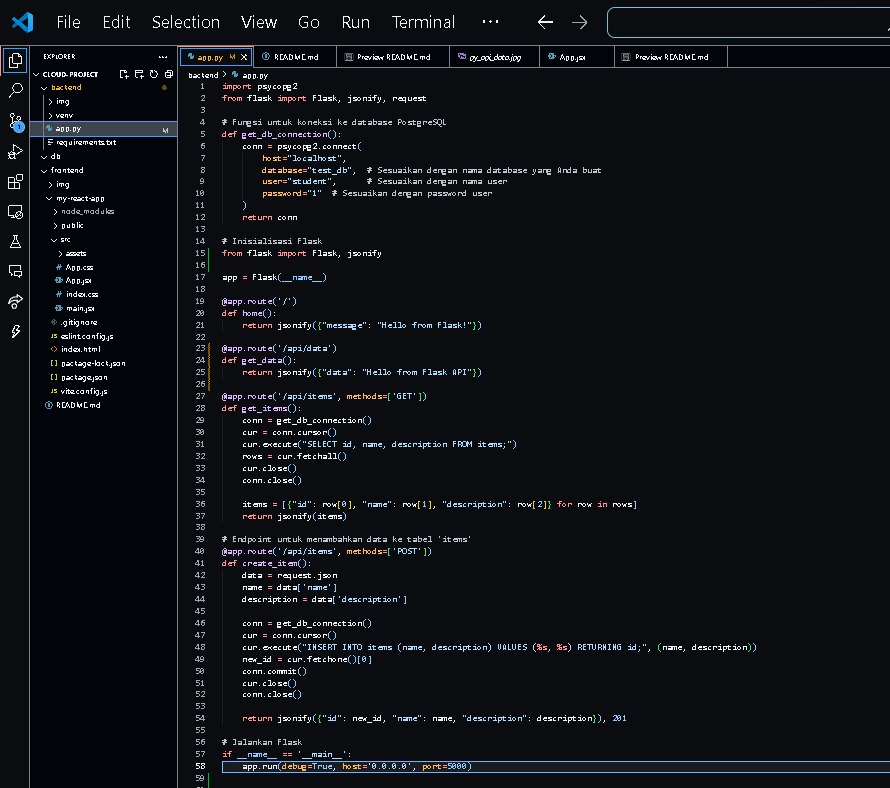 File Edit Selection View Go Run Terminal ...
EXPLORER ...
CLOUD-PROJECT
backend
img
venv
app.py M
requirements.txt
db
frontend
img
my-react-app
node_modules
public
src
assets
App.css
App.jsx
index.css
main.jsx
.gitignore
eslint.config.js
index.html
package-lock.json
package.json
vite.config.js
README.md
1
app.py M
README.md
Preview README.md
py_api_data.jpg
App.jsx
Preview README.md
backend > app.py
1 import psycopg2
2 from flask import Flask, jsonify, request
3
4 # Fungsi untuk koneksi ke database PostgreSQL
5 def get_db_connection():
6 conn = psycopg2.connect(
7 host="localhost",
8 database="test_db", # Sesuaikan dengan nama database yang Anda buat
9 user="student", # Sesuaikan dengan nama user
10 password="1" # Sesuaikan dengan password user
11 )
12 return conn
13
14 # Inisialisasi Flask
15 from flask import Flask, jsonify
16
17 app = Flask(__name__)
18
19 @app.route('/')
20 def home():
21 return jsonify({"message": "Hello from Flask!"})
22
23 @app.route('/api/data')
24 def get_data():
25 return jsonify({"data": "Hello from Flask API"})
26
27 @app.route('/api/items', methods=['GET'])
28 def get_items():
29 conn = get_db_connection()
30 cur = conn.cursor()
31 cur.execute("SELECT id, name, description FROM items;")
32 rows = cur.fetchall()
33 cur.close()
34 conn.close()
35
36 items = [{"id": row[0], "name": row[1], "description": row[2]} for row in rows]
37 return jsonify(items)
38
39 # Endpoint untuk menambahkan data ke tabel 'items'
40 @app.route('/api/items', methods=['POST'])
41 def create_item():
42 data = request.json
43 name = data['name']
44 description = data['description']
45
46 conn = get_db_connection()
47 cur = conn.cursor()
48 cur.execute("INSERT INTO items (name, description) VALUES (%s, %s) RETURNING id;", (name, description))
49 new_id = cur.fetchone()[0]
50 conn.commit()
51 cur.close()
52 conn.close()
53
54 return jsonify({"id": new_id, "name": name, "description": description}), 201
55
56 # Jalankan Flask
57 if __name__ == '__main__':
58 app.run(debug=True, host='0.0.0.0', port=5000)
59